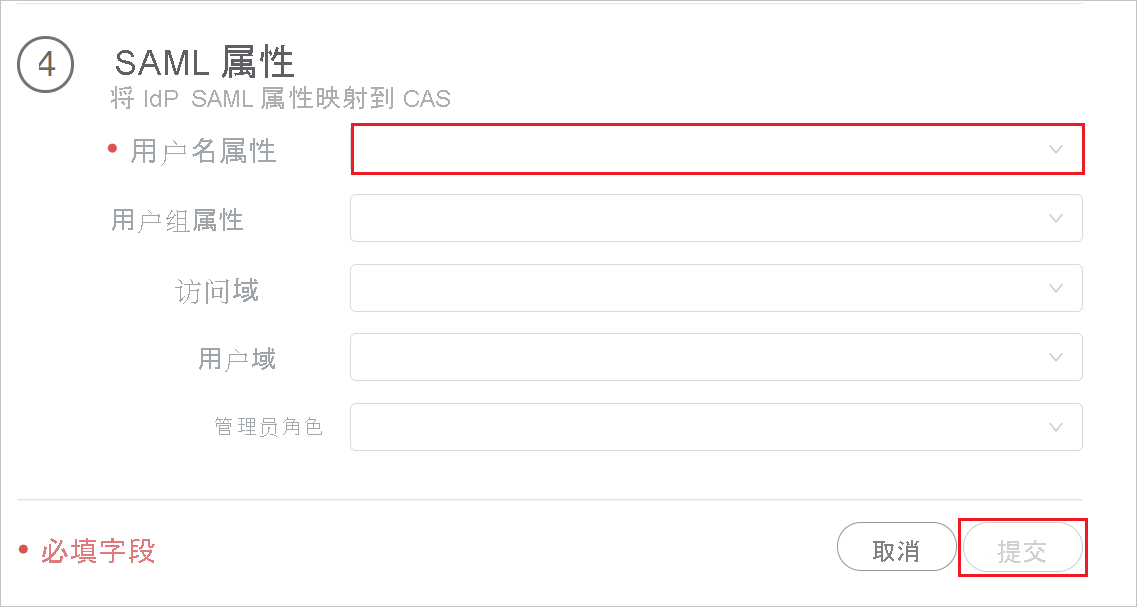 4
SAML 属性
将 IdP SAML 属性映射到 CAS
• 用户名属性
用户组属性
访问域
用户域
管理员角色
• 必填字段
取消
提交